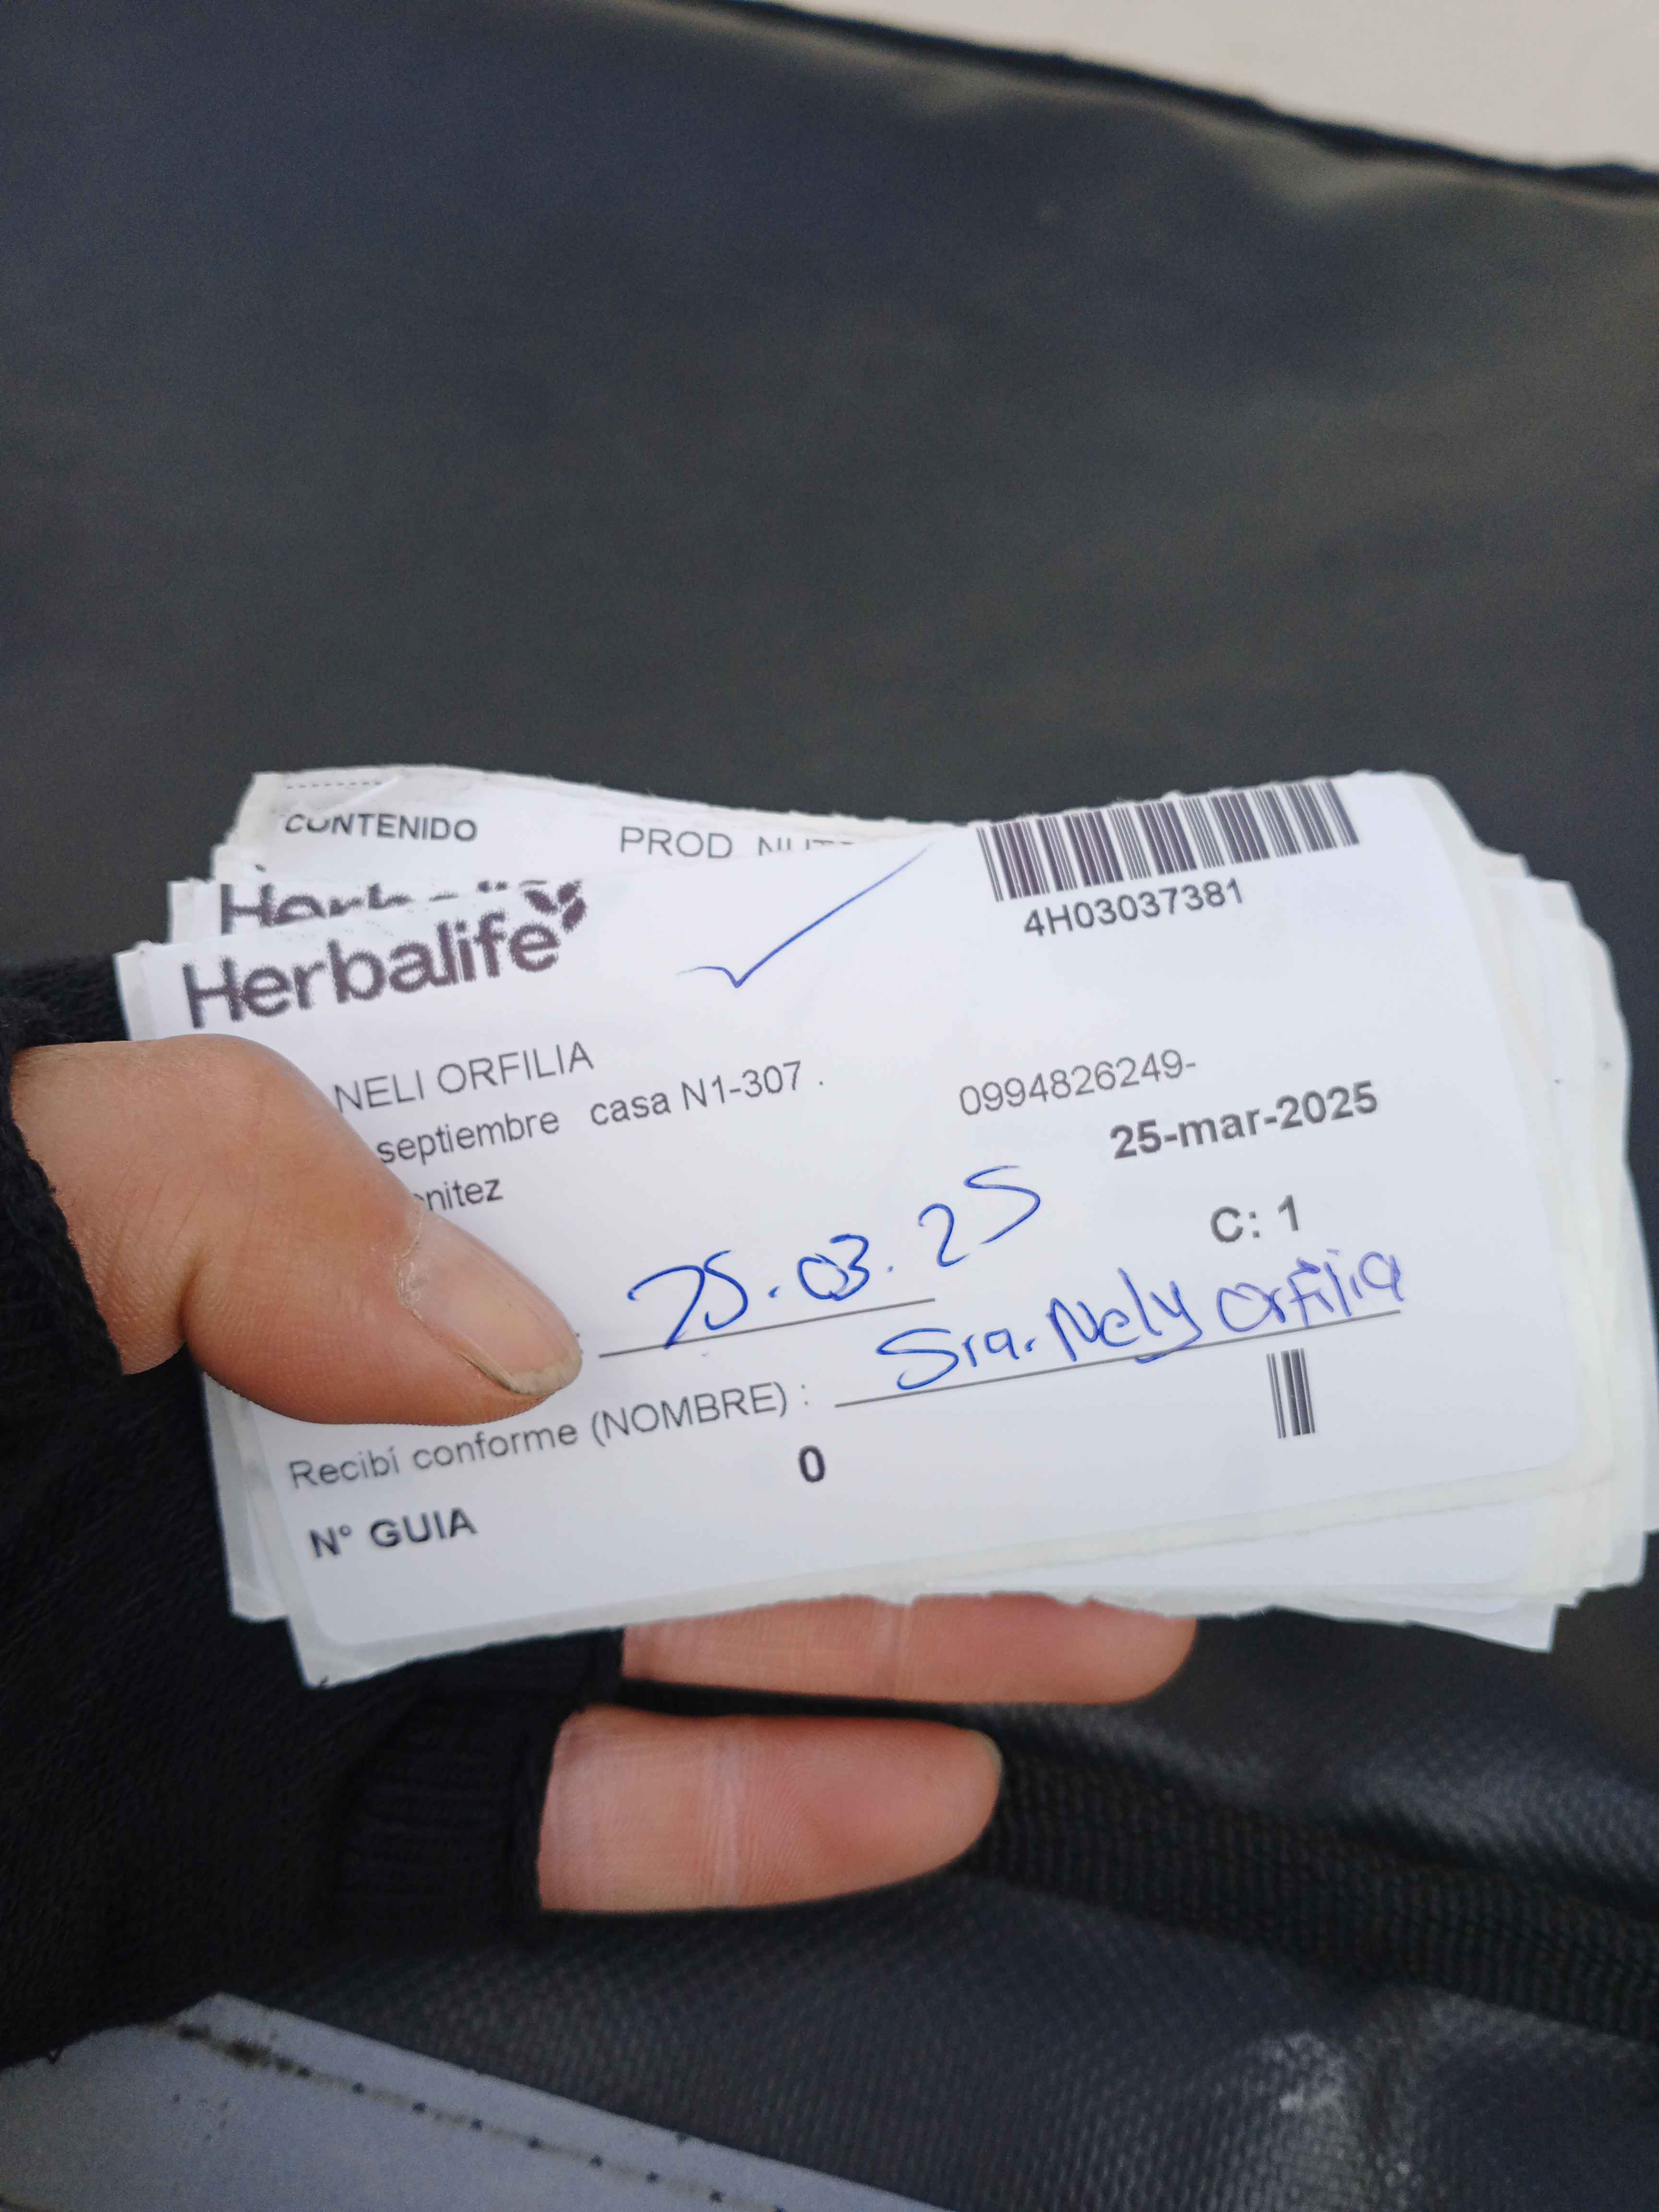 CONTENIDO PROD
Herbalife
4H03037381
NELI ORFILIA
septiembre casa N1-307 . 0994826249-
nitez 25-mar-2025
C: 1
25.03.25
Recibí conforme (NOMBRE) : Sra. Nely Orfilia
0
N° GUIA